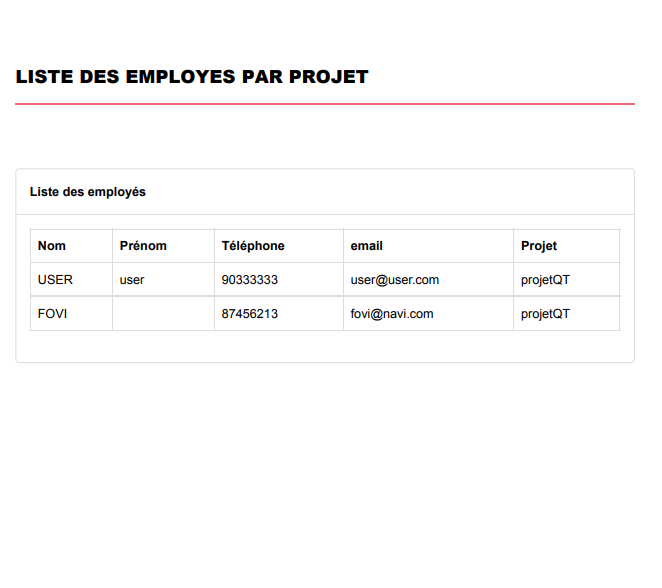 LISTE DES EMPLOYES PAR PROJET
Liste des employés
Nom Prénom Téléphone email Projet
USER user 90333333 user@user.com projetQT
FOVI 87456213 fovi@navi.com projetQT